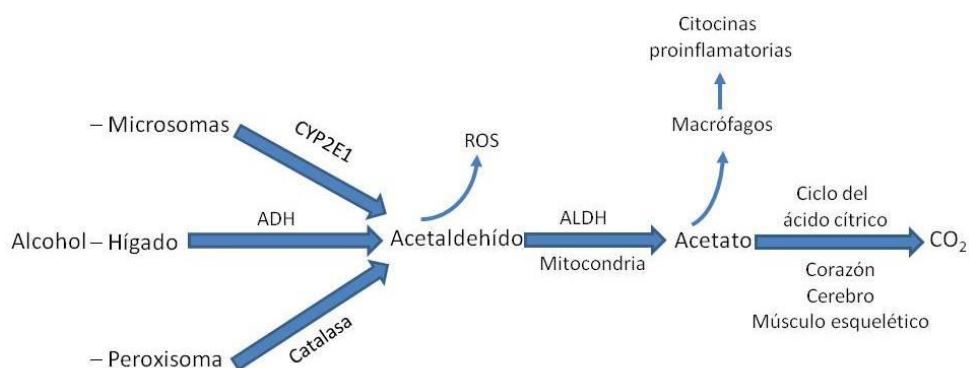 Citocinas
proinflamatorias
– Microsomas
CYP2E1
ROS
Macrófagos
Alcohol – Hígado
ADH
Acetaldehído
ALDH
Mitocondria
Acetato
Ciclo del
ácido cítrico
CO₂
Corazón
Cerebro
Músculo esquelético
– Peroxisoma
Catalasa